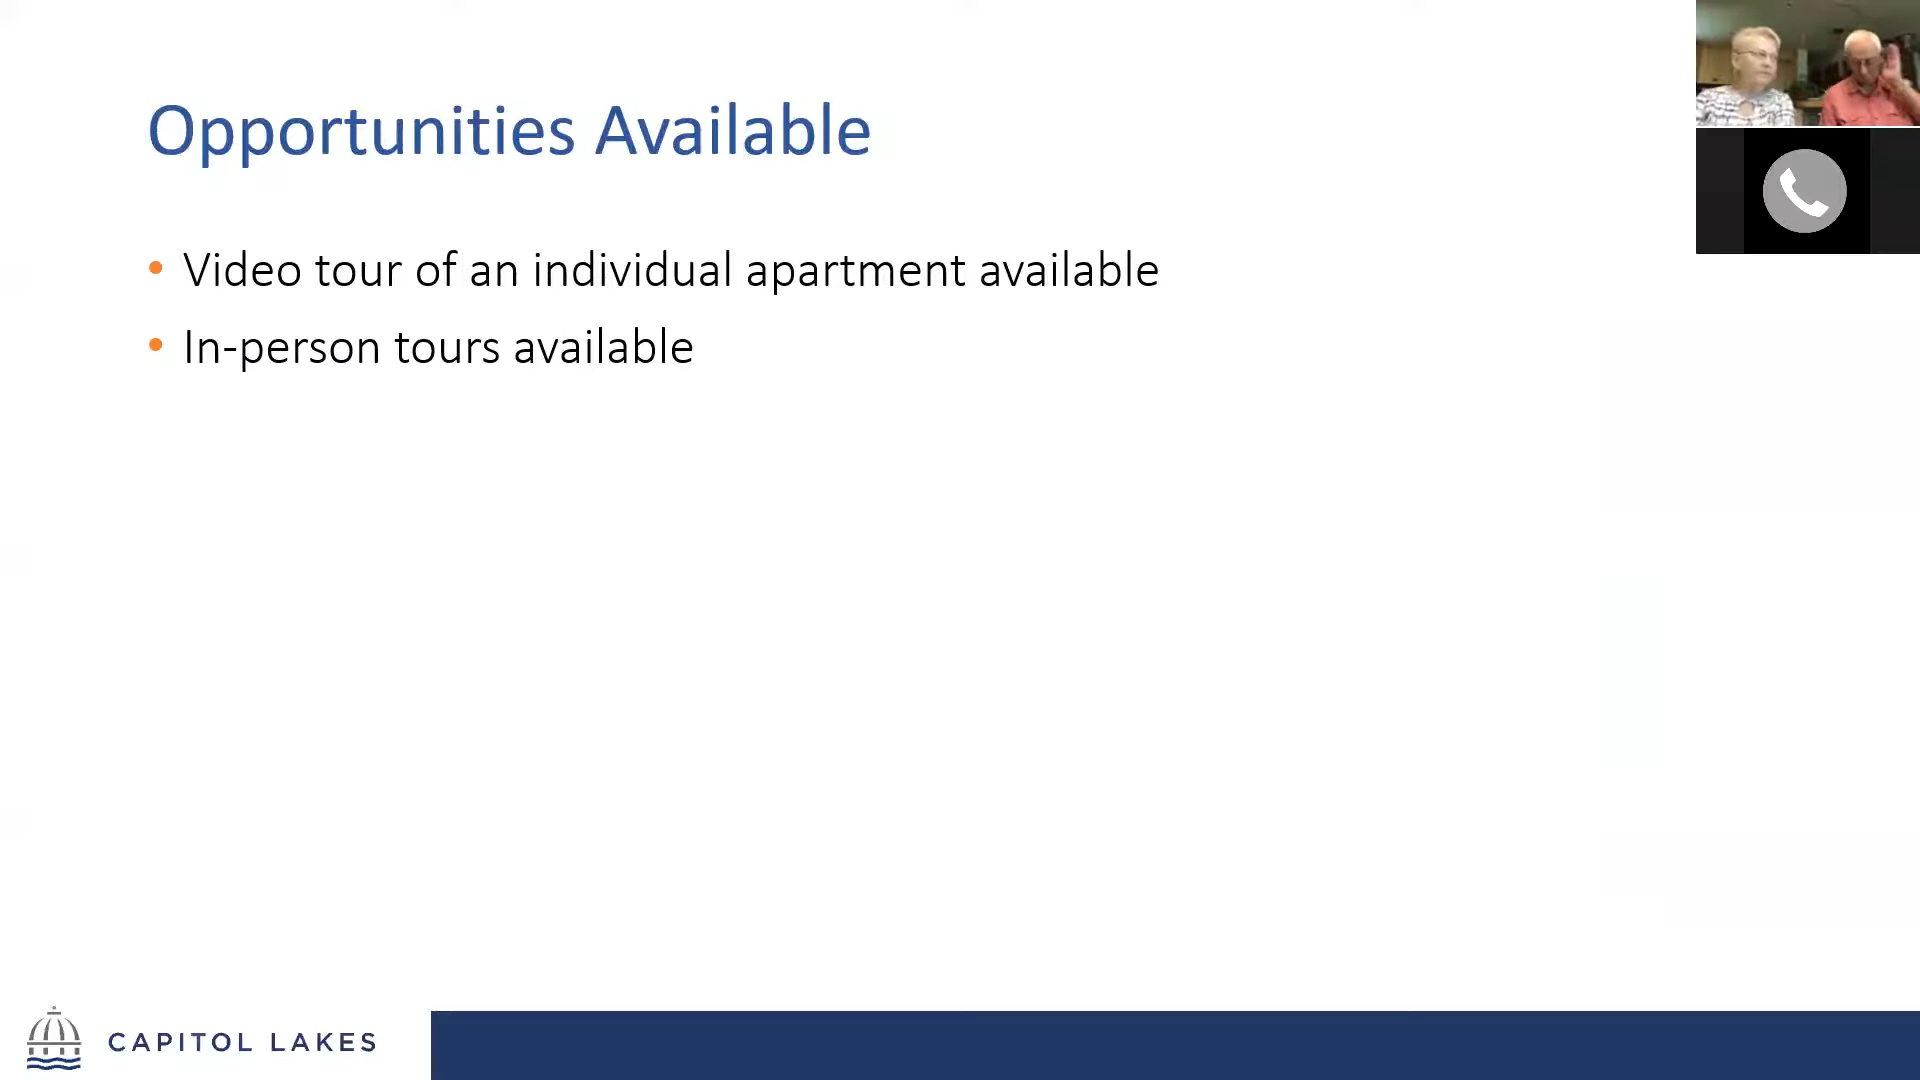 Opportunities Available
• Video tour of an individual apartment available
• In-person tours available
CAPITOL LAKES